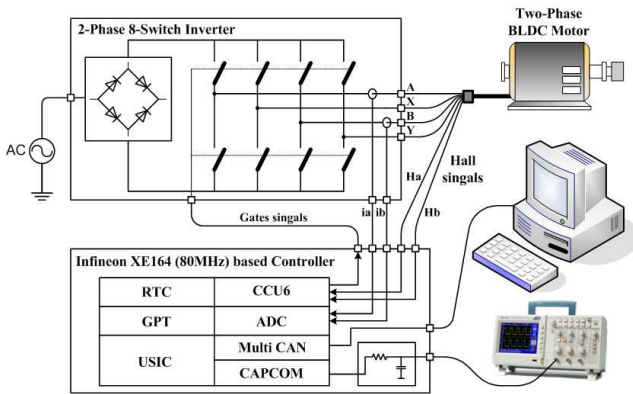 2-Phase 8-Switch Inverter
Two-Phase
BLDC Motor
A
X
B
Y
AC
Hall
singals
Ha
Hb
ia
ib
Gates singals
Infineon XE164 (80MHz) based Controller
RTC
CCU6
GPT
ADC
USIC
Multi CAN
CAPCOM